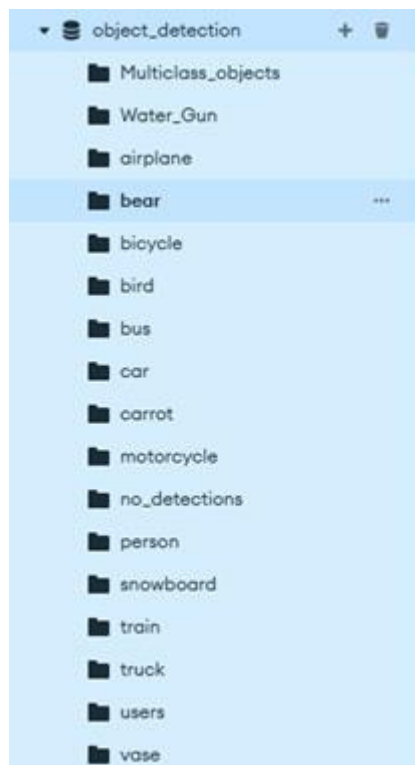 object_detection
Multiclass_objects
Water_Gun
airplane
bear
bicycle
bird
bus
car
carrot
motorcycle
no_detections
person
snowboard
train
truck
users
vase